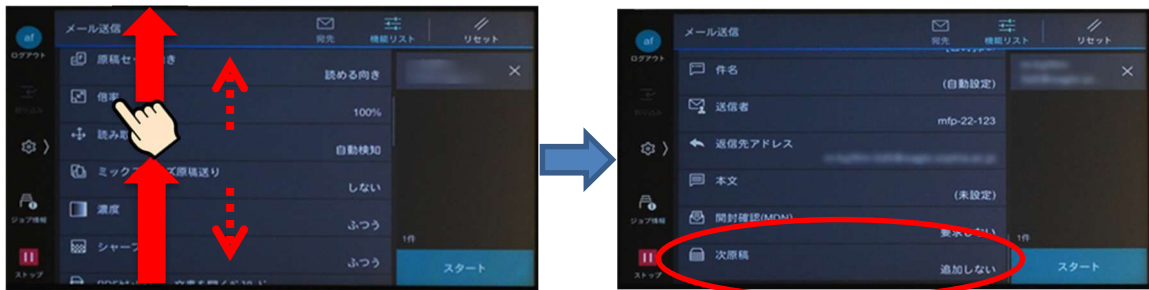 af
ログアウト
メール送信
宛先
機能リスト
リセット
原稿セ
き
読める向き
倍率
100%
読み取
自動検知
ミックス
ズ原稿送り
しない
濃度
ふつう
シャープ
ふつう
ジョブ情報
ストップ
1件
スタート
af
ログアウト
メール送信
宛先
機能リスト
リセット
件名
(自動設定)
送信者
mfp-22-123
返信先アドレス
本文
(未設定)
開封確認(MDN)
要求しない
次原稿
追加しない
ジョブ情報
ストップ
1件
スタート